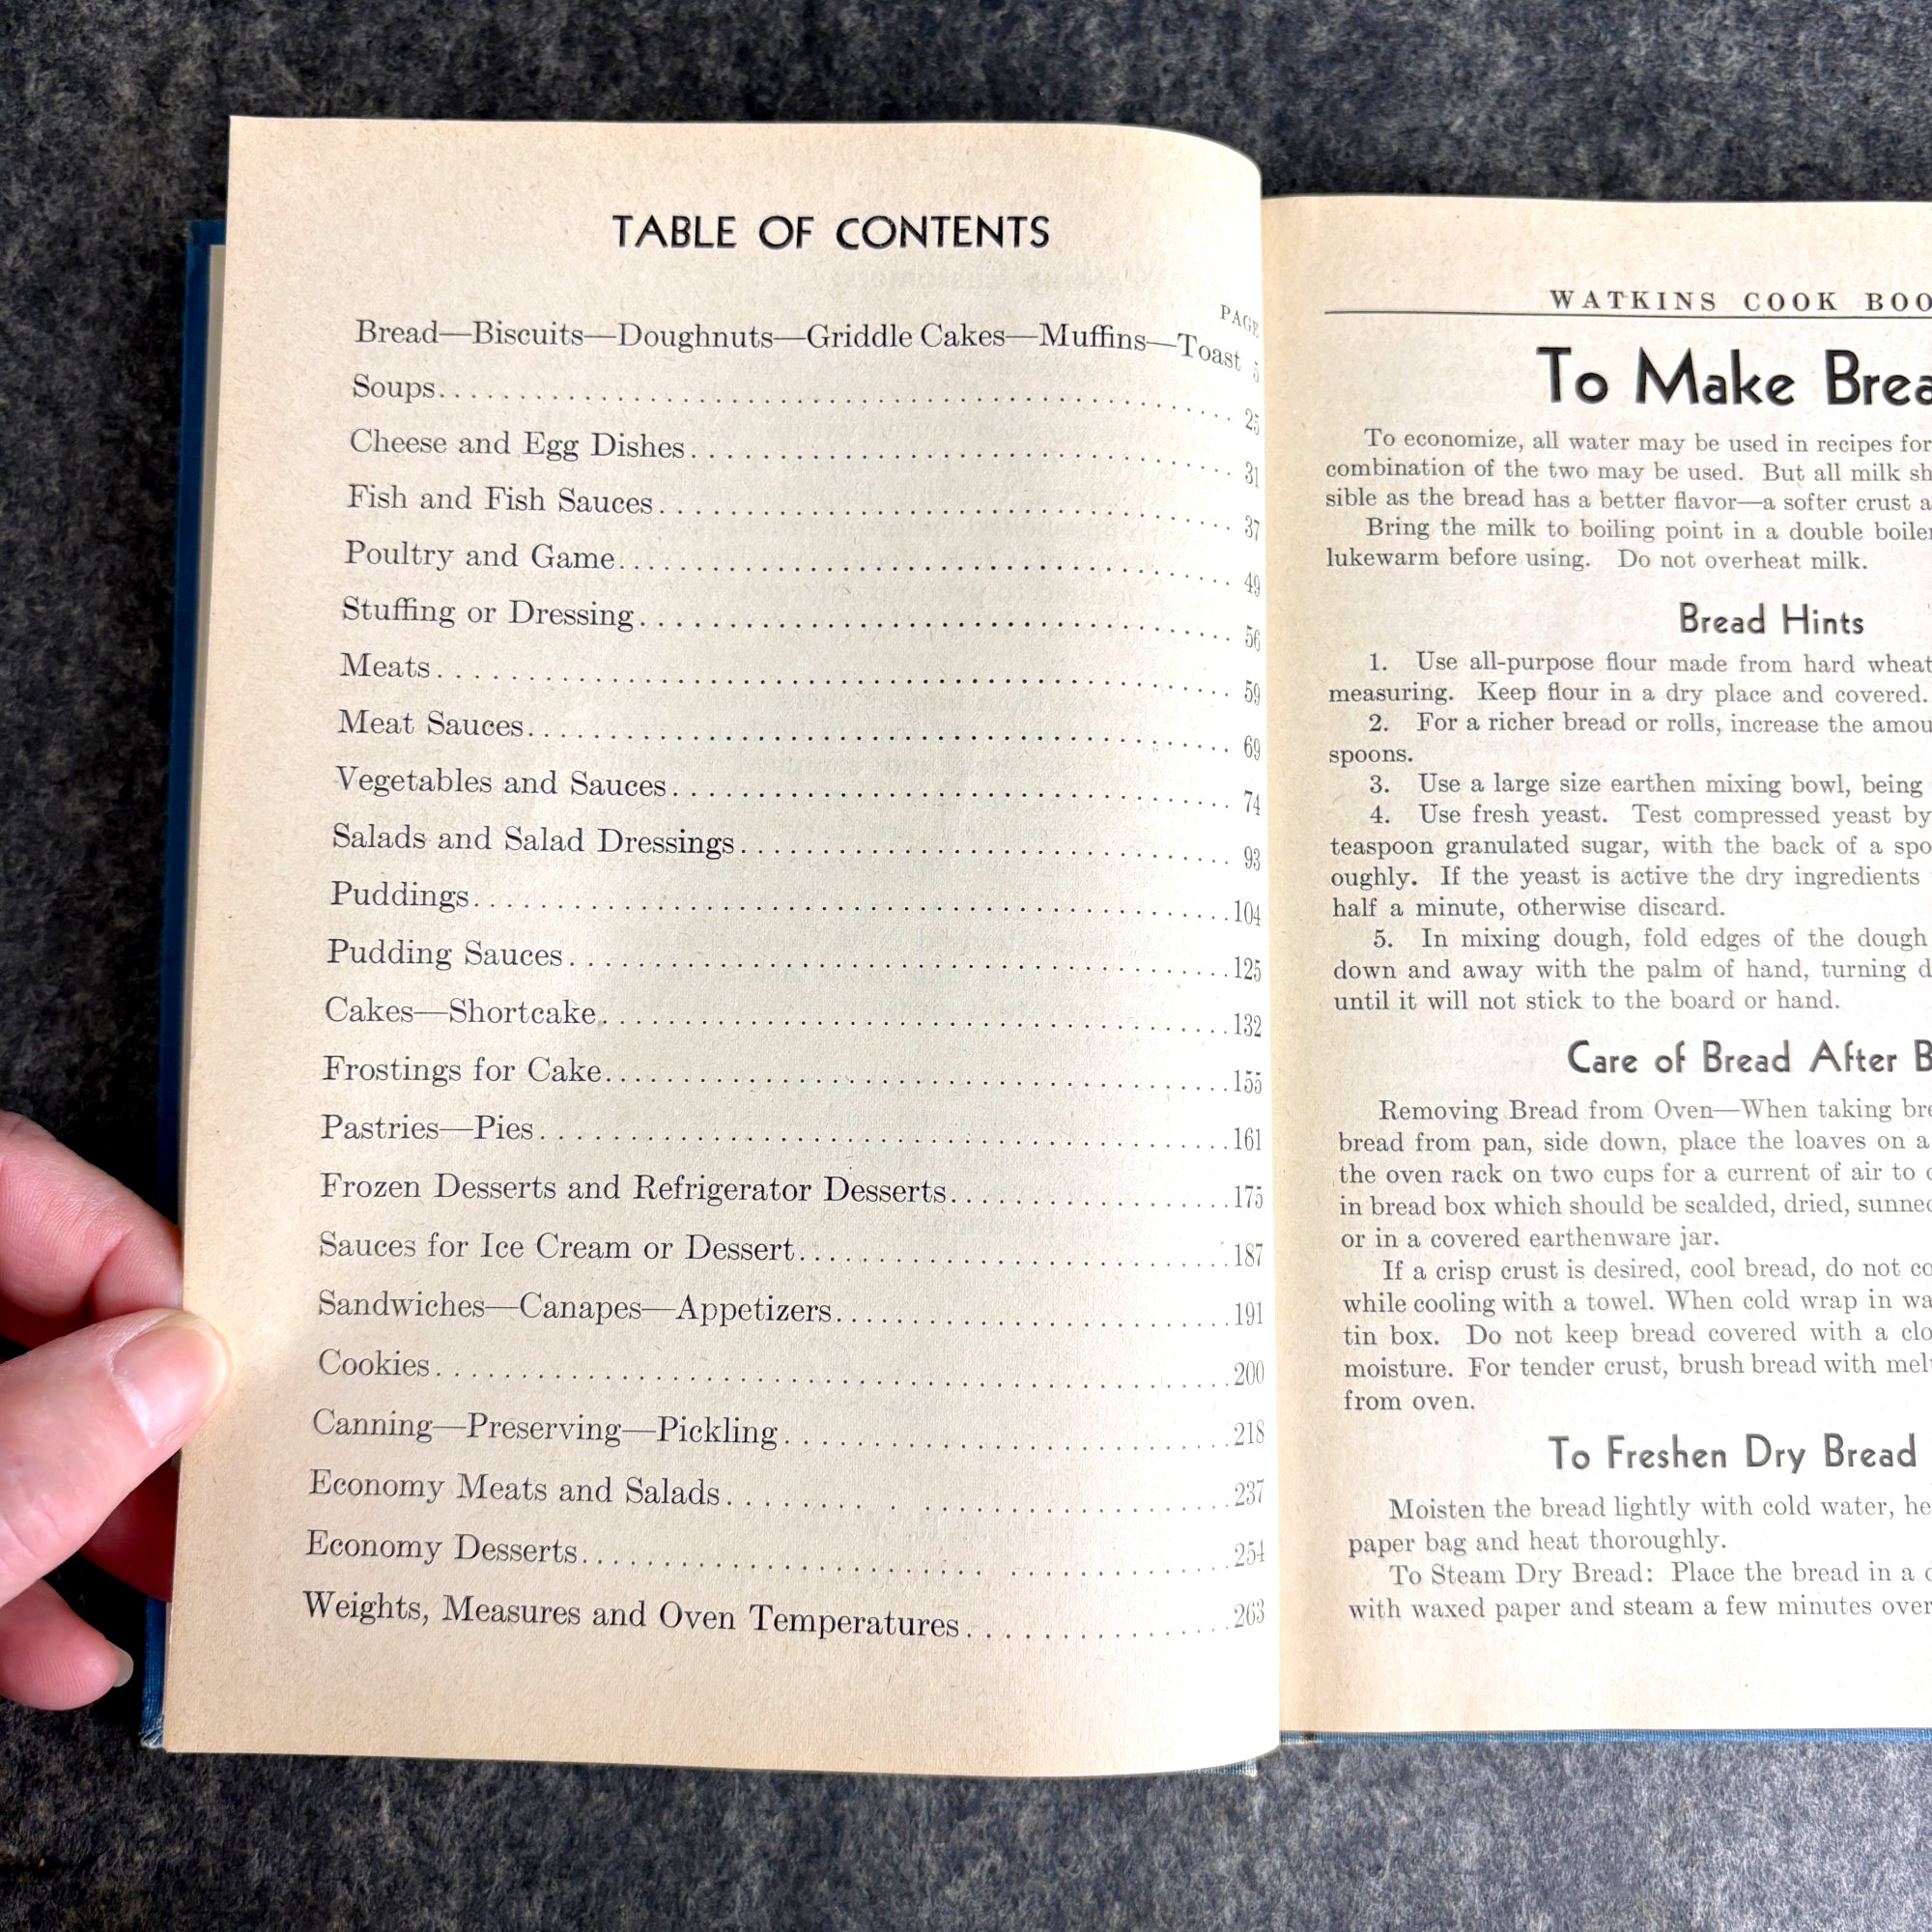 TABLE OF CONTENTS
PAGE
Bread—Biscuits—Doughnuts—Griddle Cakes—Muffins—Toast 5
Soups. . . . . . . . . . . . . . . . . . . . . . . . . . . . . . 25
Cheese and Egg Dishes. . . . . . . . . . . . . . . . . . . . 31
Fish and Fish Sauces. . . . . . . . . . . . . . . . . . . . . 37
Poultry and Game. . . . . . . . . . . . . . . . . . . . . . . 49
Stuffing or Dressing. . . . . . . . . . . . . . . . . . . . . . 56
Meats. . . . . . . . . . . . . . . . . . . . . . . . . . . . . . 59
Meat Sauces. . . . . . . . . . . . . . . . . . . . . . . . . . 69
Vegetables and Sauces. . . . . . . . . . . . . . . . . . . . 74
Salads and Salad Dressings. . . . . . . . . . . . . . . . . 93
Puddings. . . . . . . . . . . . . . . . . . . . . . . . . . . . 104
Pudding Sauces. . . . . . . . . . . . . . . . . . . . . . . . 125
Cakes—Shortcake. . . . . . . . . . . . . . . . . . . . . . . 132
Frostings for Cake. . . . . . . . . . . . . . . . . . . . . . . 155
Pastries—Pies. . . . . . . . . . . . . . . . . . . . . . . . . 161
Frozen Desserts and Refrigerator Desserts. . . . . . . . 175
Sauces for Ice Cream or Dessert. . . . . . . . . . . . . . 187
Sandwiches—Canapes—Appetizers. . . . . . . . . . . . . 191
Cookies. . . . . . . . . . . . . . . . . . . . . . . . . . . . . 200
Canning—Preserving—Pickling. . . . . . . . . . . . . . . . 218
Economy Meats and Salads. . . . . . . . . . . . . . . . . 237
Economy Desserts. . . . . . . . . . . . . . . . . . . . . . . 254
Weights, Measures and Oven Temperatures. . . . . . . . 263
WATKINS COOK
To Make
To economize, all water may be used in recipes for
combination of the two may be used. But all milk
sible as the bread has a better flavor—a softer crust
Bring the milk to boiling point in a double
lukewarm before using. Do not overheat milk.
Bread Hints
1. Use all-purpose flour made from hard wheat
measuring. Keep flour in a dry place and covered.
2. For a richer bread or rolls, increase the
spoons.
3. Use a large size earthen mixing bowl, being
4. Use fresh yeast. Test compressed yeast by
teaspoon granulated sugar, with the back of a
oughly. If the yeast is active the dry ingredients
half a minute, otherwise discard.
5. In mixing dough, fold edges of the dough
down and away with the palm of hand, turning
until it will not stick to the board or hand.
Care of Bread After
Removing Bread from Oven—When taking
bread from pan, side down, place the loaves on a
the oven rack on two cups for a current of air to
in bread box which should be scalded, dried,
or in a covered earthenware jar.
If a crisp crust is desired, cool bread, do not
while cooling with a towel. When cold wrap in
tin box. Do not keep bread covered with a
moisture. For tender crust, brush bread with
from oven.
To Freshen Dry Bread
Moisten the bread lightly with cold water,
paper bag and heat thoroughly.
To Steam Dry Bread: Place the bread in a
with waxed paper and steam a few minutes over